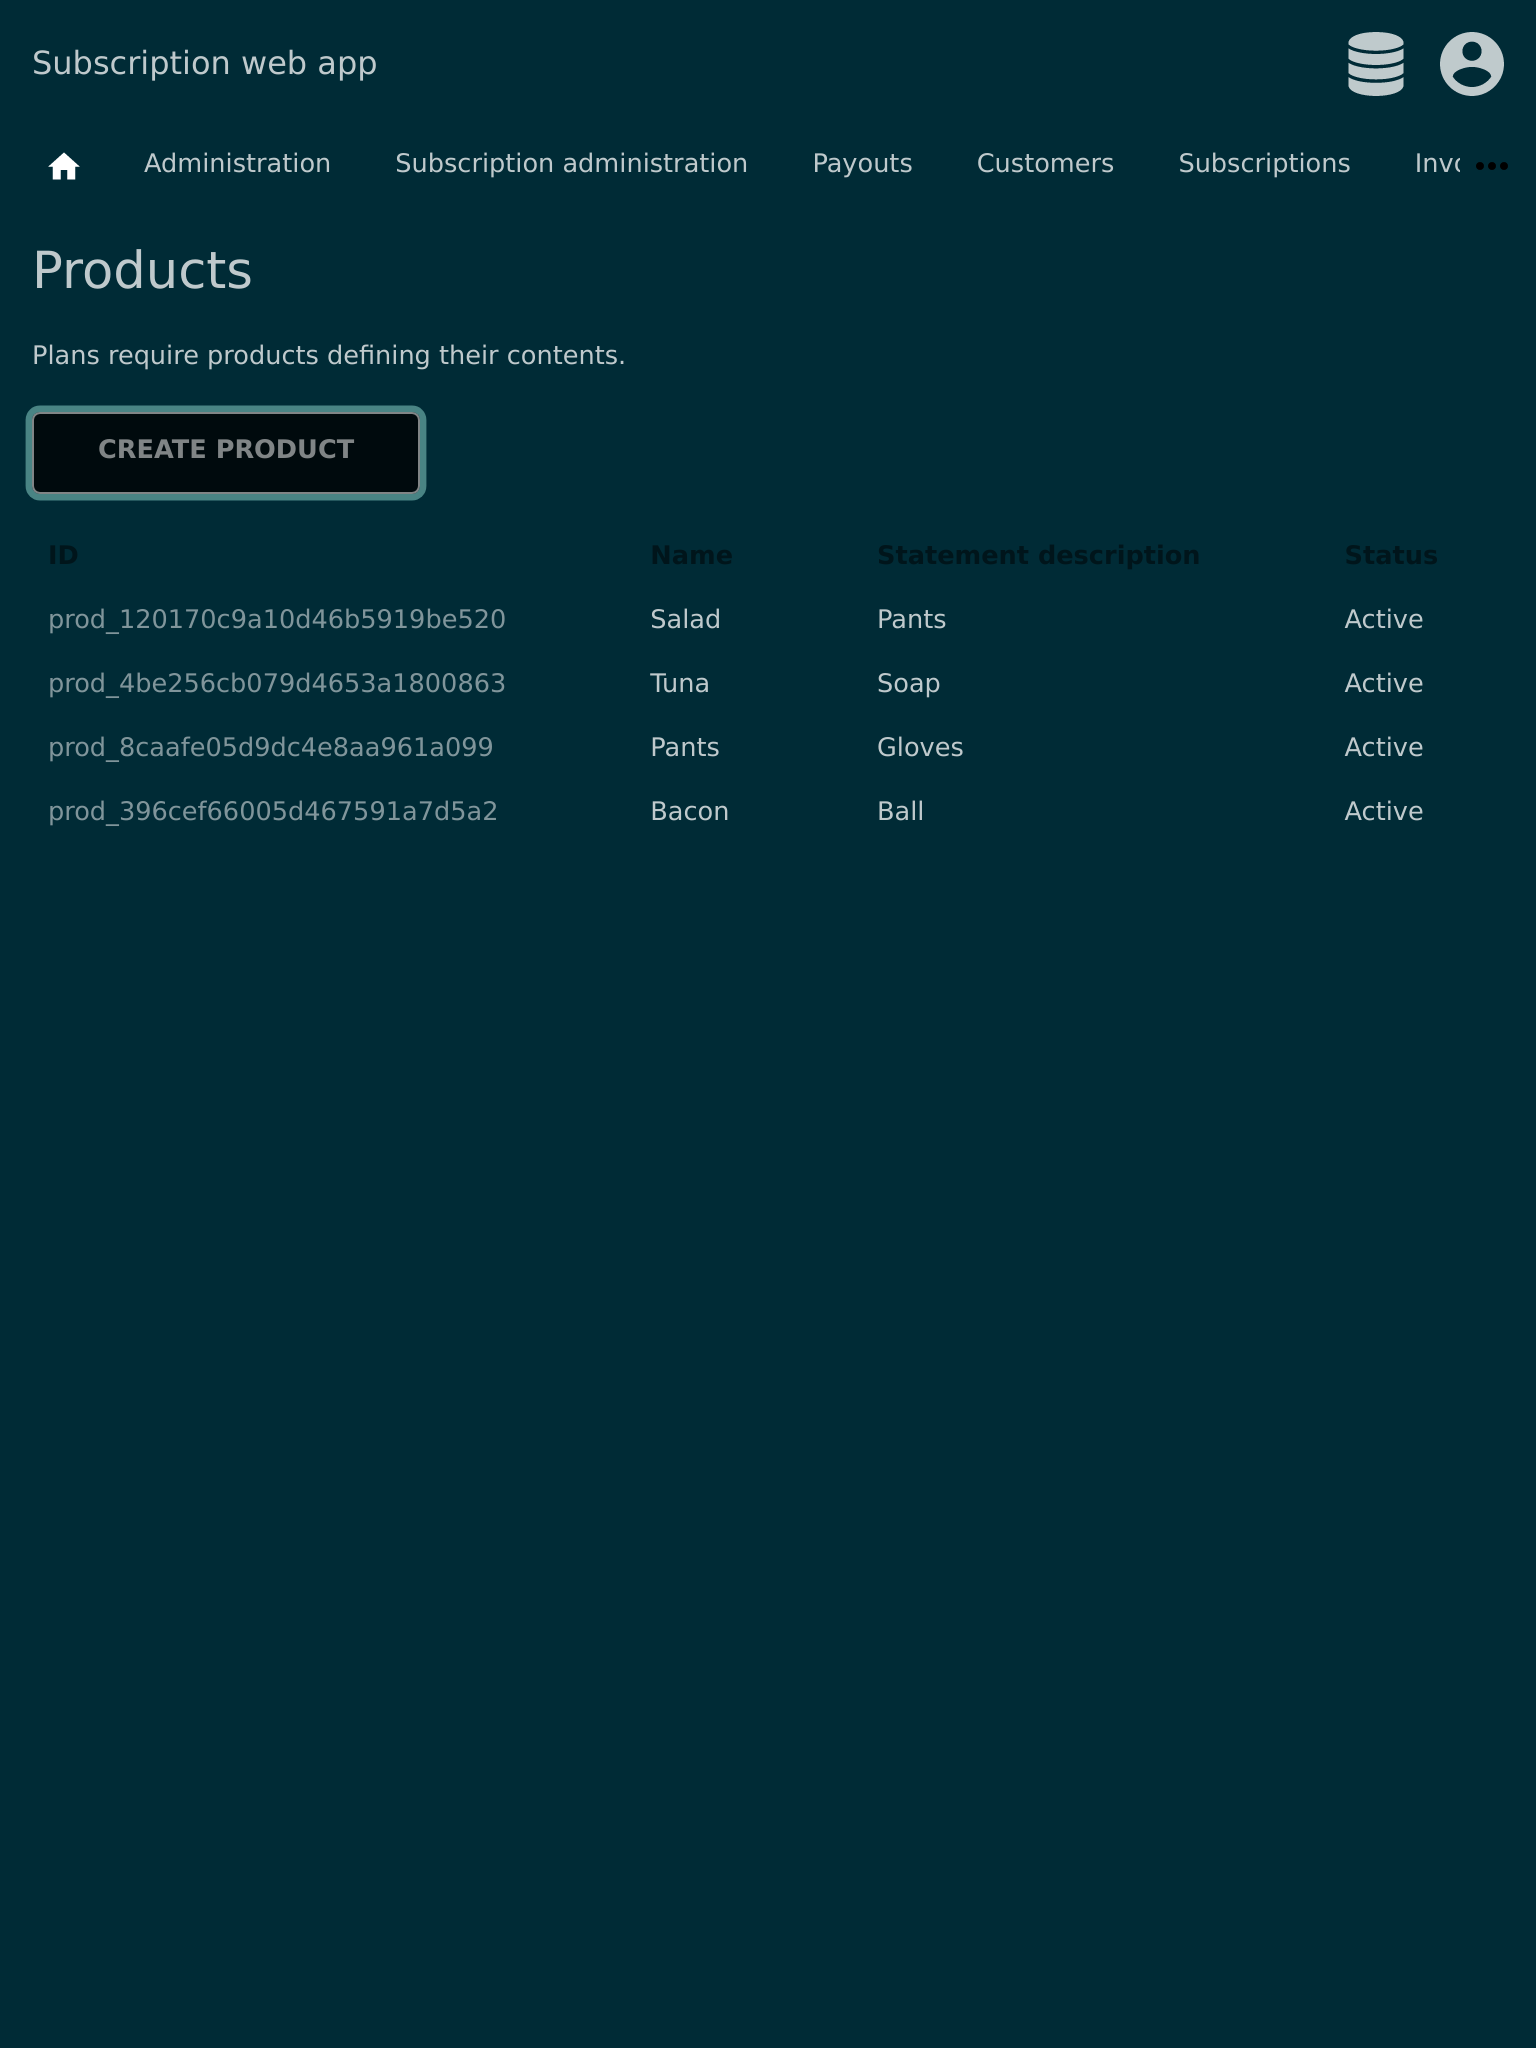 Subscription web app
Administration Subscription administration Payouts Customers Subscriptions
Products
Plans require products defining their contents.
CREATE PRODUCT
ID Name Statement description Status
prod_120170c9a10d46b5919be520 Salad Pants Active
prod_4be256cb079d4653a1800863 Tuna Soap Active
prod_8caafe05d9dc4e8aa961a099 Pants Gloves Active
prod_396cef66005d467591a7d5a2 Bacon Ball Active